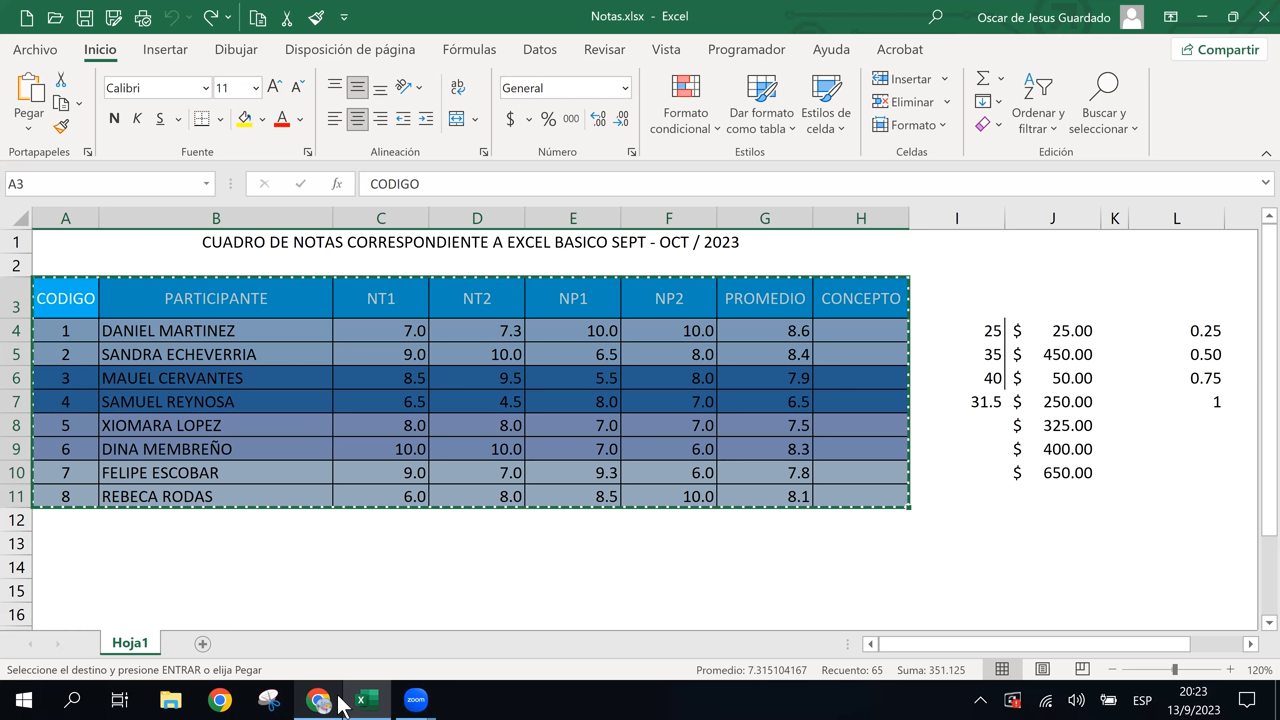 Notas.xlsx - Excel
Oscar de Jesus Guardado
Archivo Inicio Insertar Dibujar Disposición de página Fórmulas Datos Revisar Vista Programador Ayuda Acrobat Compartir
Pegar
Calibri 11
N K S
ab
General
$ % 000
Formato condicional
Dar formato como tabla
Estilos de celda
Insertar
Eliminar
Formato
Ordenar y filtrar
Buscar y seleccionar
Portapapeles Fuente Alineación Número Estilos Celdas Edición
A3 fx CODIGO
A B C D E F G H I J K L
1 CUADRO DE NOTAS CORRESPONDIENTE A EXCEL BASICO SEPT - OCT / 2023
2
3 CODIGO PARTICIPANTE NT1 NT2 NP1 NP2 PROMEDIO CONCEPTO
4 1 DANIEL MARTINEZ 7.0 7.3 10.0 10.0 8.6 25 $ 25.00 0.25
5 2 SANDRA ECHEVERRIA 9.0 10.0 6.5 8.0 8.4 35 $ 450.00 0.50
6 3 MAUEL CERVANTES 8.5 9.5 5.5 8.0 7.9 40 $ 50.00 0.75
7 4 SAMUEL REYNOSA 6.5 4.5 8.0 7.0 6.5 31.5 $ 250.00 1
8 5 XIOMARA LOPEZ 8.0 8.0 7.0 7.0 7.5 $ 325.00
9 6 DINA MEMBREÑO 10.0 10.0 7.0 6.0 8.3 $ 400.00
10 7 FELIPE ESCOBAR 9.0 7.0 9.3 6.0 7.8 $ 650.00
11 8 REBECA RODAS 6.0 8.0 8.5 10.0 8.1
12
13
14
15
16
Hoja1
Seleccione el destino y presione ENTRAR o elija Pegar Promedio: 7.315104167 Recuento: 65 Suma: 351.125 120%
zoom
ESP
20:23
13/9/2023